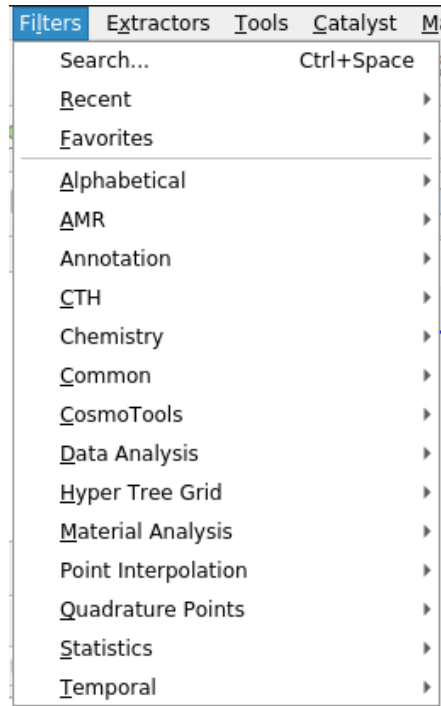 Filters Extractors Tools Catalyst
Search... Ctrl+Space
Recent
Favorites
Alphabetical
AMR
Annotation
CTH
Chemistry
Common
CosmoTools
Data Analysis
Hyper Tree Grid
Material Analysis
Point Interpolation
Quadrature Points
Statistics
Temporal